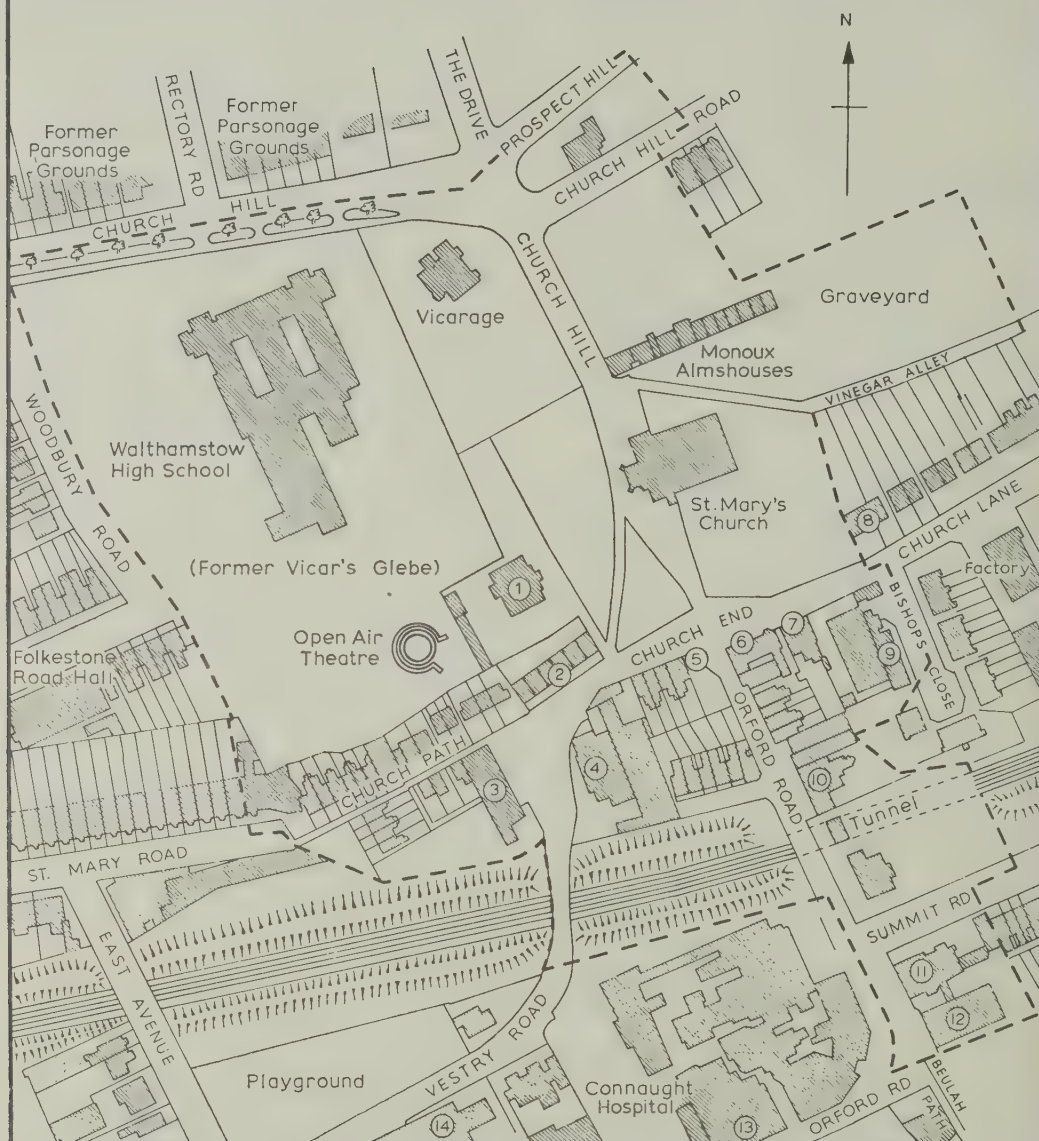 N
RECTORY RD
Former
Parsonage
Grounds
THE DRIVE
PROSPECT HILL
Former
Parsonage
Grounds
CHURCH HILL ROAD
CHURCH HILL
CHURCH HILL
Vicarage
Graveyard
Monoux
Almshouses
VINEGAR ALLEY
WOODBURY ROAD
Walthamstow
High School
St. Mary's
Church
8
CHURCH LANE
(Former Vicar's Glebe)
1
Factory
BISHOPS CLOSE
Open Air
Theatre
CHURCH END
7
6
5
9
Folkestone
Road Hall
2
ORFORD ROAD
CHURCH PATH
4
3
10
Tunnel
ST. MARY ROAD
SUMMIT RD
EAST AVENUE
11
12
VESTRY ROAD
Playground
Connaught
Hospital
BEULAH PATH
ORFORD RD
14
13